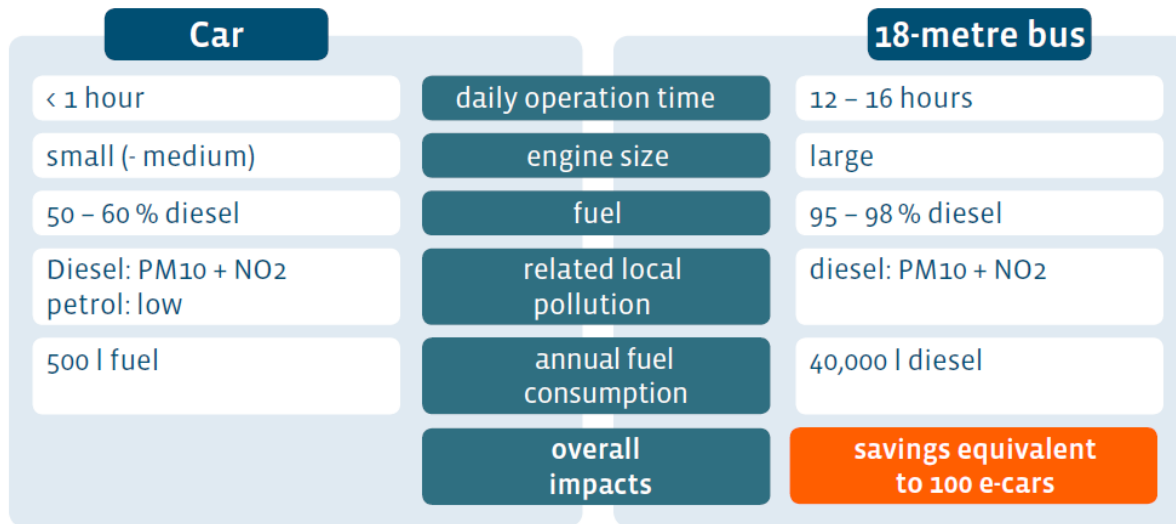 Car
18-metre bus
< 1 hour
daily operation time
12 – 16 hours
small (- medium)
engine size
large
50 – 60 % diesel
fuel
95 – 98 % diesel
Diesel: PM10 + NO2
petrol: low
related local
pollution
diesel: PM10 + NO2
500 l fuel
annual fuel
consumption
40,000 l diesel
overall
impacts
savings equivalent
to 100 e-cars